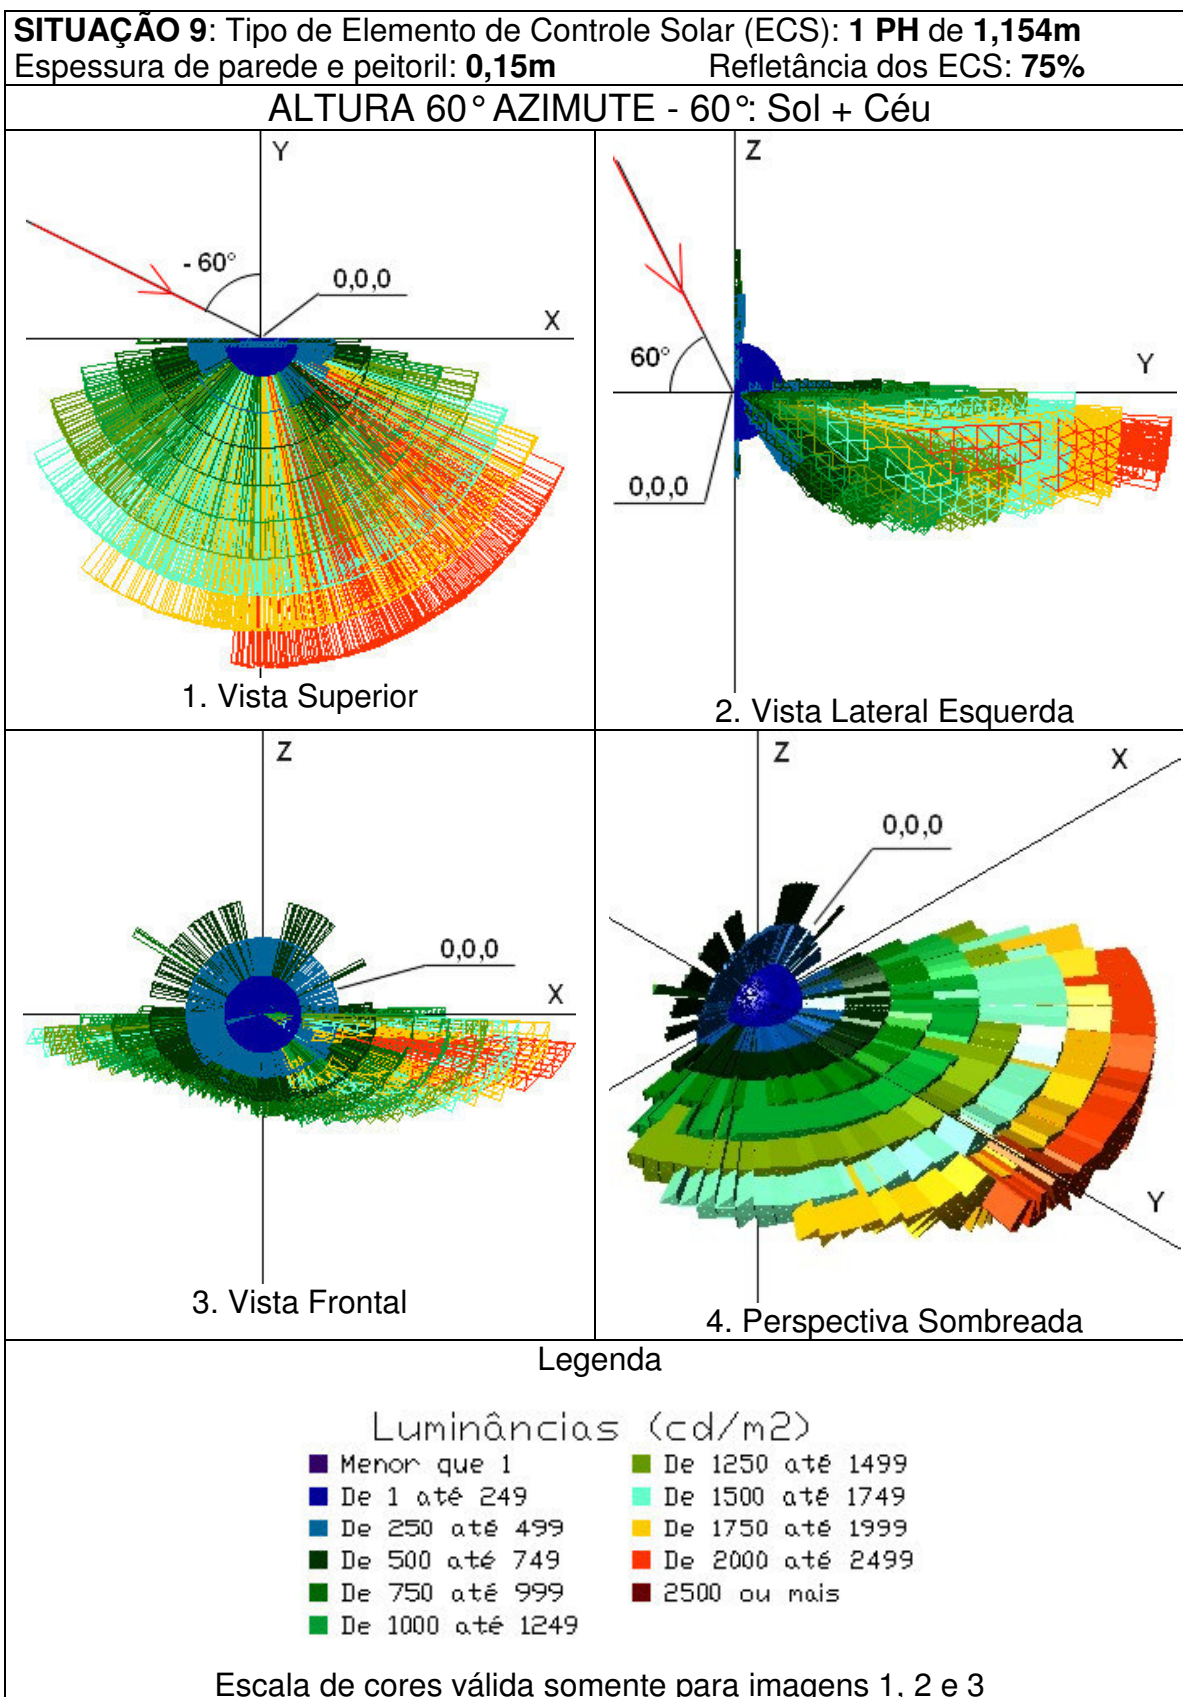 SITUAÇÃO 9: Tipo de Elemento de Controle Solar (ECS): 1 PH de 1,154m
Espessura de parede e peitoril: 0,15m Refletância dos ECS: 75%
ALTURA 60° AZIMUTE - 60°: Sol + Céu
Y
- 60°
0,0,0
X
1. Vista Superior
Z
60°
Y
0,0,0
2. Vista Lateral Esquerda
Z
0,0,0
X
3. Vista Frontal
Z
X
0,0,0
Y
4. Perspectiva Sombreada
Legenda
Luminâncias (cd/m2)
Menor que 1
De 1 até 249
De 250 até 499
De 500 até 749
De 750 até 999
De 1000 até 1249
De 1250 até 1499
De 1500 até 1749
De 1750 até 1999
De 2000 até 2499
2500 ou mais
Escala de cores válida somente para imagens 1, 2 e 3